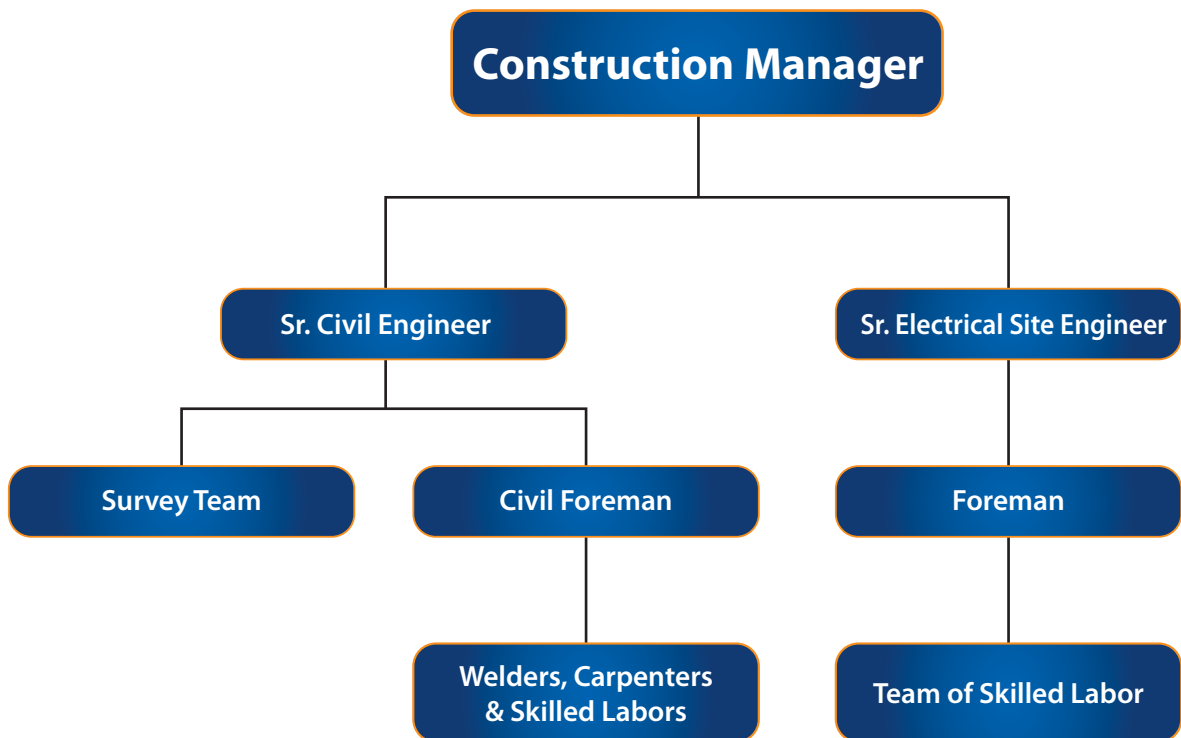 Construction Manager
Sr. Civil Engineer
Sr. Electrical Site Engineer
Survey Team
Civil Foreman
Foreman
Welders, Carpenters
& Skilled Labors
Team of Skilled Labor